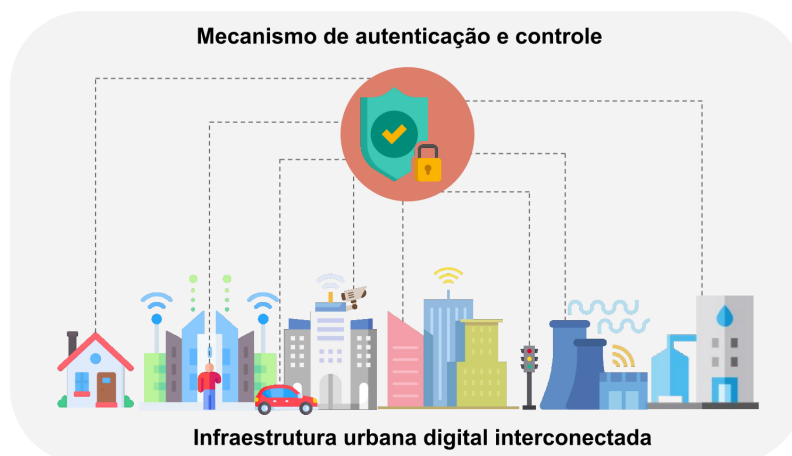 Mecanismo de autenticação e controle
Infraestrutura urbana digital interconectada